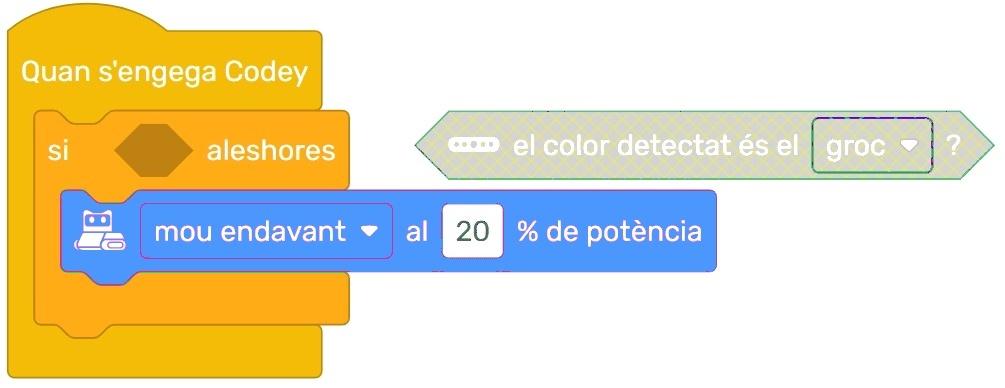 Quan s'engega Codey
si aleshores
el color detectat és el groc ?
mou endavant al 20 % de potència